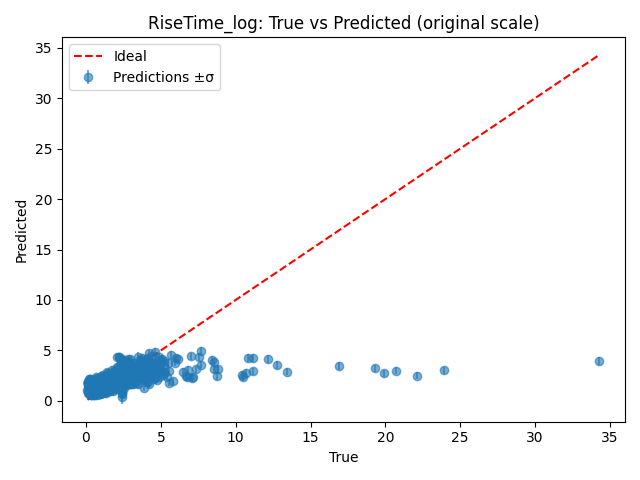 RiseTime_log: True vs Predicted (original scale)
Ideal
Predictions ±σ
Predicted
35
30
25
20
15
10
5
0
0 5 10 15 20 25 30 35
True